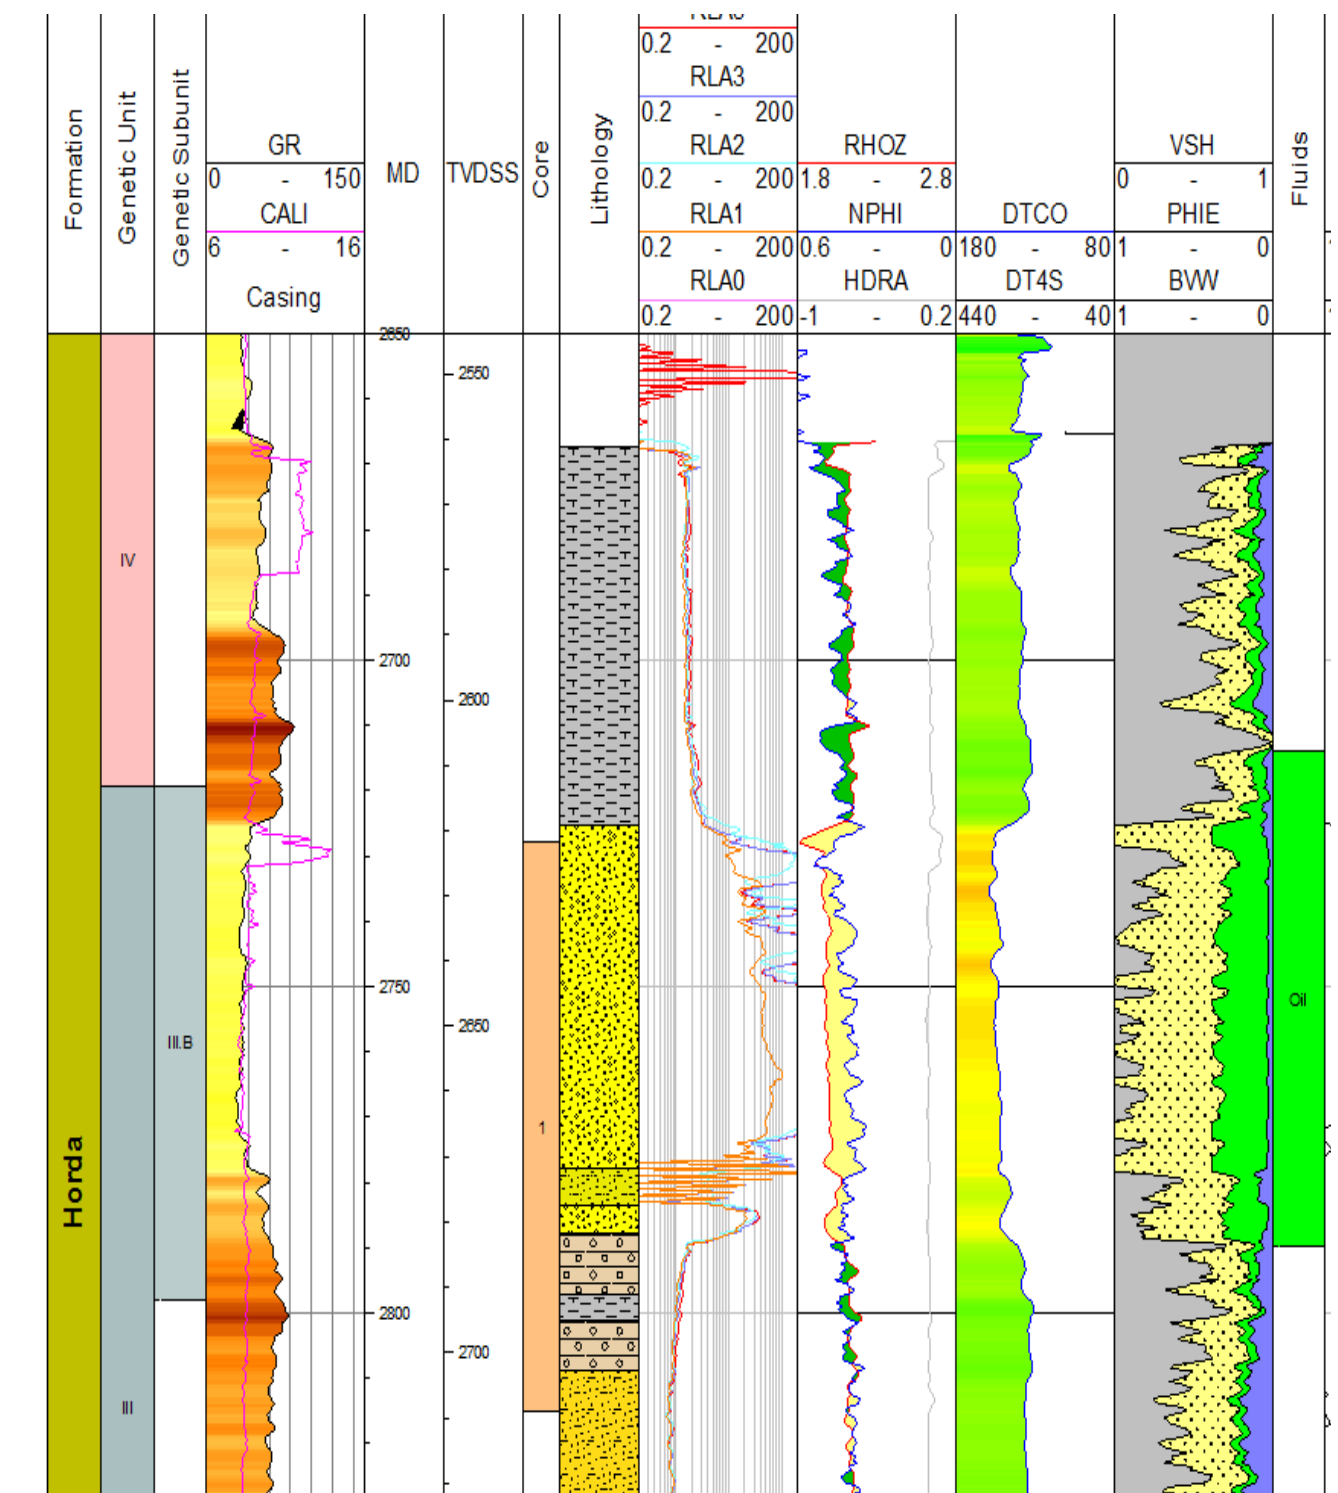 Formation
Genetic Unit
Genetic Subunit
GR
0 - 150
CALI
6 - 16
Casing
MD
TVDSS
Core
Lithology
0.2 - 200
RLA3
0.2 - 200
RLA2
0.2 - 200
RLA1
0.2 - 200
RLA0
0.2 - 200
RHOZ
1.8 - 2.8
NPHI
0.6 - 0
HDRA
-1 - 0.2
DTCO
180 - 80
DT4S
440 - 40
VSH
0 - 1
PHIE
1 - 0
BVW
1 - 0
Fluids
2650
2550
IV
2700
2600
2750
Oil
2650
III.B
1
Horda
2800
2700
III